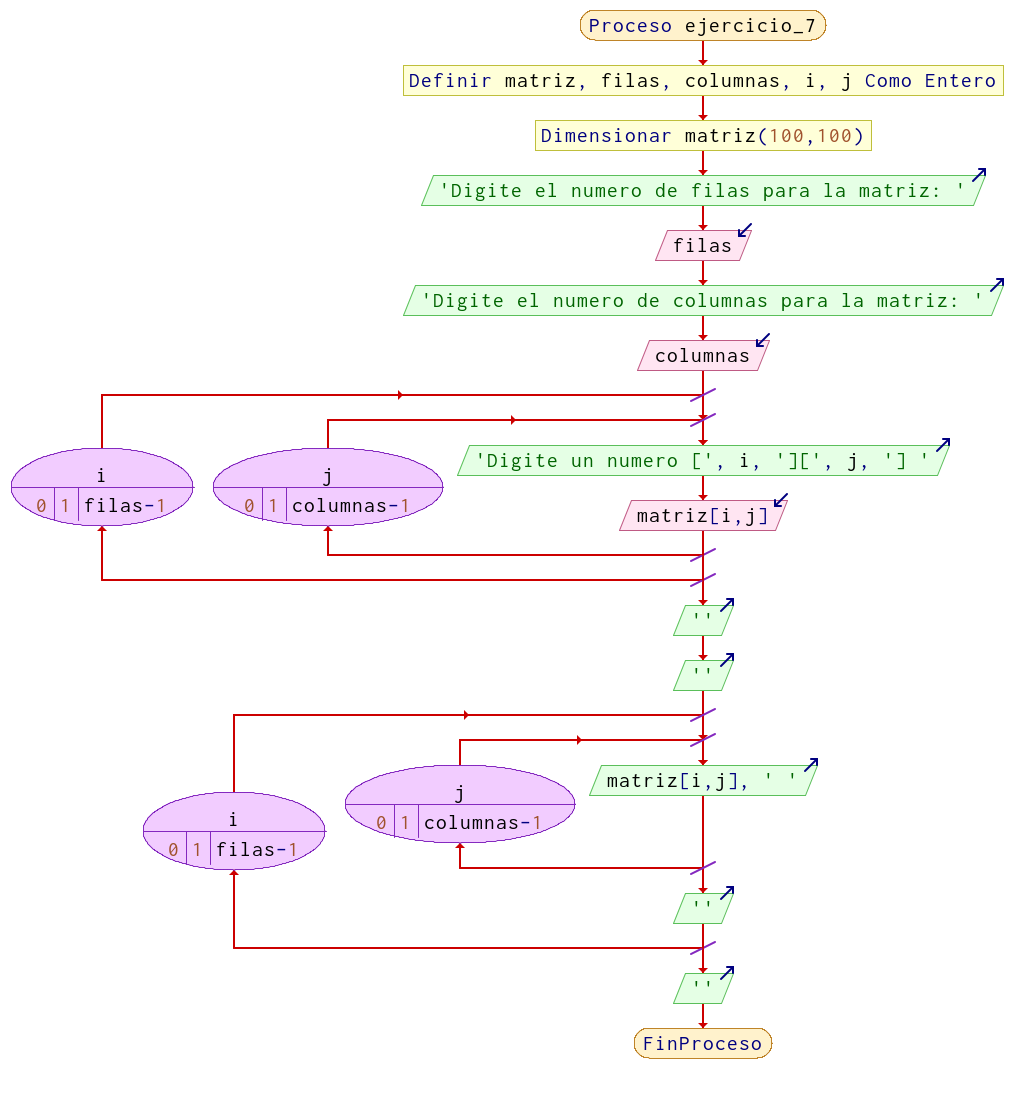 Proceso ejercicio_7
Definir matriz, filas, columnas, i, j Como Entero
Dimensionar matriz(100,100)
'Digite el numero de filas para la matriz: '
filas
'Digite el numero de columnas para la matriz: '
columnas
i
0 1 filas-1
j
0 1 columnas-1
'Digite un numero [', i, '][', j, '] '
matriz[i,j]
''
''
i
0 1 filas-1
j
0 1 columnas-1
matriz[i,j], ' '
''
''
FinProceso